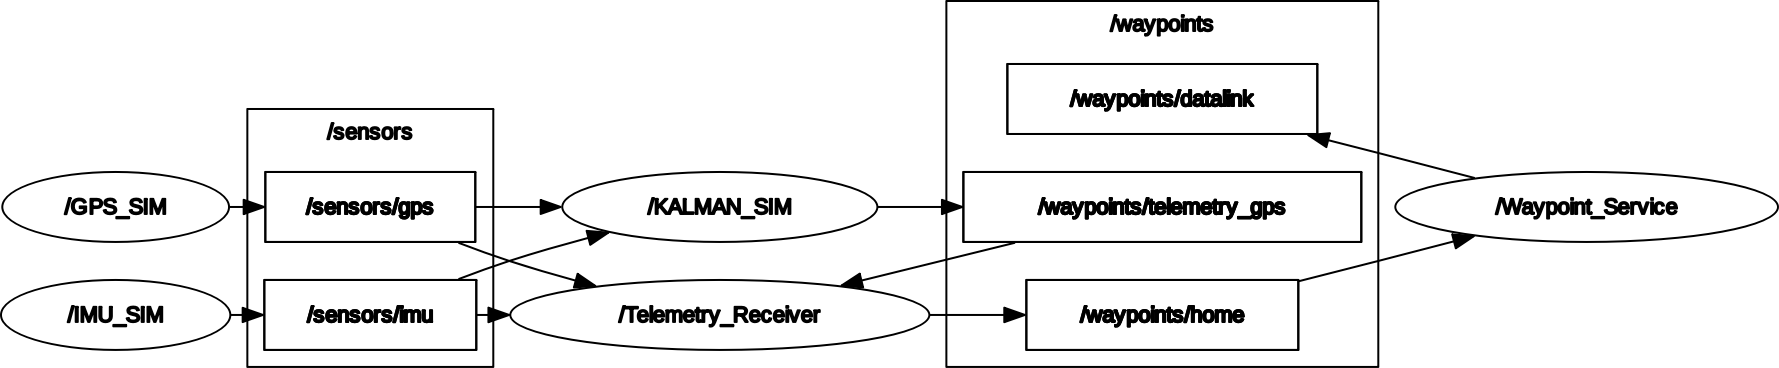 /waypoints
/waypoints/datalink
/sensors
/GPS_SIM
/sensors/gps
/KALMAN_SIM
/waypoints/telemetry_gps
/Waypoint_Service
/IMU_SIM
/sensors/imu
/Telemetry_Receiver
/waypoints/home